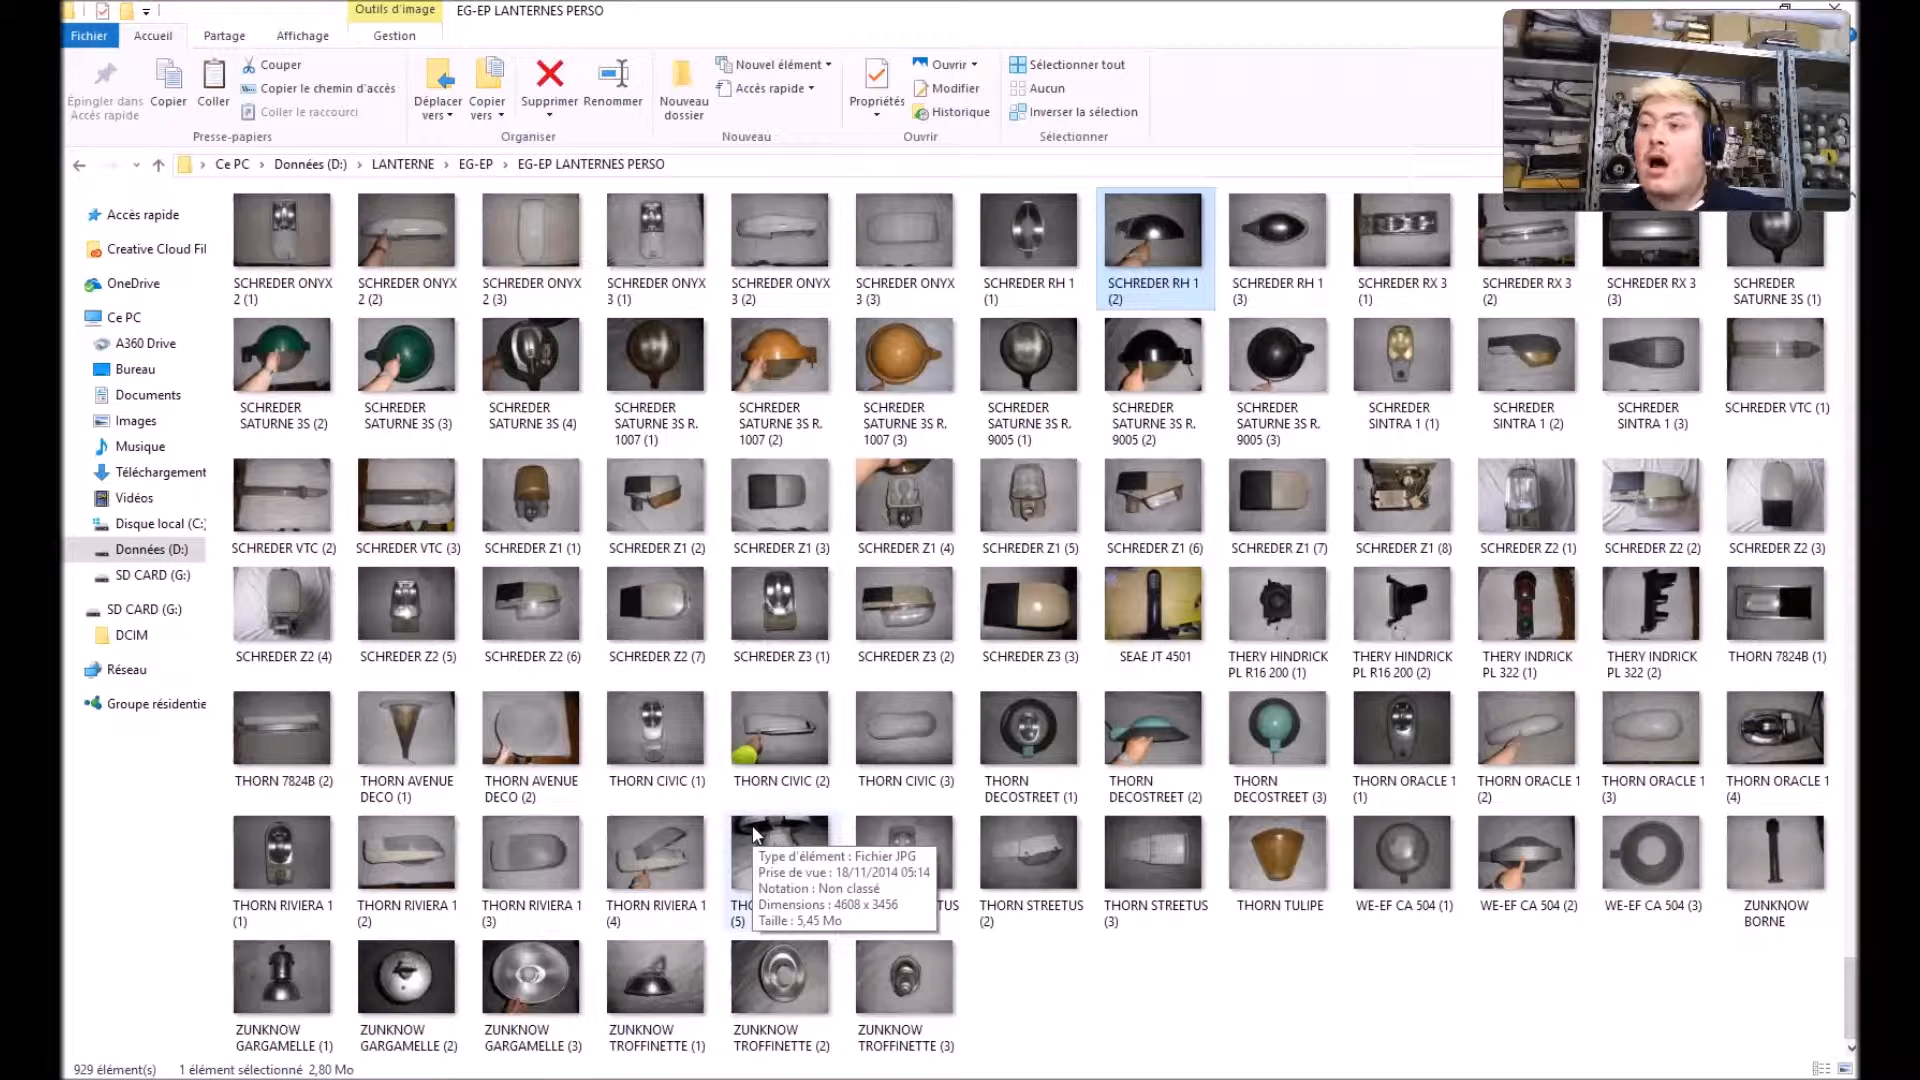 Outils d'image
EG-EP LANTERNES PERSO
Fichier
Accueil
Partage
Affichage
Gestion
Épingler dans
Accès rapide
Copier
Coller
Couper
Copier le chemin d'accès
Coller le raccourci
Déplacer
vers
Copier
vers
Supprimer
Renommer
Nouveau
dossier
Nouvel élément
Accès rapide
Propriétés
Ouvrir
Modifier
Historique
Sélectionner tout
Aucun
Inverser la sélection
Presse-papiers
Organiser
Nouveau
Ouvrir
Sélectionner
Ce PC > Données (D:) > LANTERNE > EG-EP > EG-EP LANTERNES PERSO
Accès rapide
Creative Cloud Fil
OneDrive
Ce PC
A360 Drive
Bureau
Documents
Images
Musique
Téléchargement
Vidéos
Disque local (C:)
Données (D:)
SD CARD (G:)
SD CARD (G:)
DCIM
Réseau
Groupe résidentie
SCHREDER ONYX
2 (1)
SCHREDER ONYX
2 (2)
SCHREDER ONYX
2 (3)
SCHREDER ONYX
3 (1)
SCHREDER ONYX
3 (2)
SCHREDER ONYX
3 (3)
SCHREDER RH 1
(1)
SCHREDER RH 1
(2)
SCHREDER RH 1
(3)
SCHREDER RX 3
(1)
SCHREDER RX 3
(2)
SCHREDER RX 3
(3)
SCHREDER
SATURNE 3S (1)
SCHREDER
SATURNE 3S (2)
SCHREDER
SATURNE 3S (3)
SCHREDER
SATURNE 3S (4)
SCHREDER
SATURNE 3S R.
1007 (1)
SCHREDER
SATURNE 3S R.
1007 (2)
SCHREDER
SATURNE 3S R.
1007 (3)
SCHREDER
SATURNE 3S R.
9005 (1)
SCHREDER
SATURNE 3S R.
9005 (2)
SCHREDER
SATURNE 3S R.
9005 (3)
SCHREDER
SINTRA 1 (1)
SCHREDER
SINTRA 1 (2)
SCHREDER
SINTRA 1 (3)
SCHREDER VTC (1)
SCHREDER VTC (2)
SCHREDER VTC (3)
SCHREDER Z1 (1)
SCHREDER Z1 (2)
SCHREDER Z1 (3)
SCHREDER Z1 (4)
SCHREDER Z1 (5)
SCHREDER Z1 (6)
SCHREDER Z1 (7)
SCHREDER Z1 (8)
SCHREDER Z2 (1)
SCHREDER Z2 (2)
SCHREDER Z2 (3)
SCHREDER Z2 (4)
SCHREDER Z2 (5)
SCHREDER Z2 (6)
SCHREDER Z2 (7)
SCHREDER Z3 (1)
SCHREDER Z3 (2)
SCHREDER Z3 (3)
SEAE JT 4501
THERY HINDRICK
PL R16 200 (1)
THERY HINDRICK
PL R16 200 (2)
THERY INDRICK
PL 322 (1)
THERY INDRICK
PL 322 (2)
THORN 7824B (1)
THORN 7824B (2)
THORN AVENUE
DECO (1)
THORN AVENUE
DECO (2)
THORN CIVIC (1)
THORN CIVIC (2)
THORN CIVIC (3)
THORN
DECOSTREET (1)
THORN
DECOSTREET (2)
THORN
DECOSTREET (3)
THORN ORACLE 1
(1)
THORN ORACLE 1
(2)
THORN ORACLE 1
(3)
THORN ORACLE 1
(4)
THORN RIVIERA 1
(1)
THORN RIVIERA 1
(2)
THORN RIVIERA 1
(3)
THORN RIVIERA 1
(4)
(5)
Type d'élément : Fichier JPG
Prise de vue : 18/11/2014 05:14
Notation : Non classé
Dimensions : 4608 x 3456
Taille : 5,45 Mo
THORN STREETUS
(2)
THORN STREETUS
(3)
THORN TULIPE
WE-EF CA 504 (1)
WE-EF CA 504 (2)
WE-EF CA 504 (3)
ZUNKNOW
BORNE
ZUNKNOW
GARGAMELLE (1)
ZUNKNOW
GARGAMELLE (2)
ZUNKNOW
GARGAMELLE (3)
ZUNKNOW
TROFFINETTE (1)
ZUNKNOW
TROFFINETTE (2)
ZUNKNOW
TROFFINETTE (3)
929 élément(s)
1 élément sélectionné 2,80 Mo